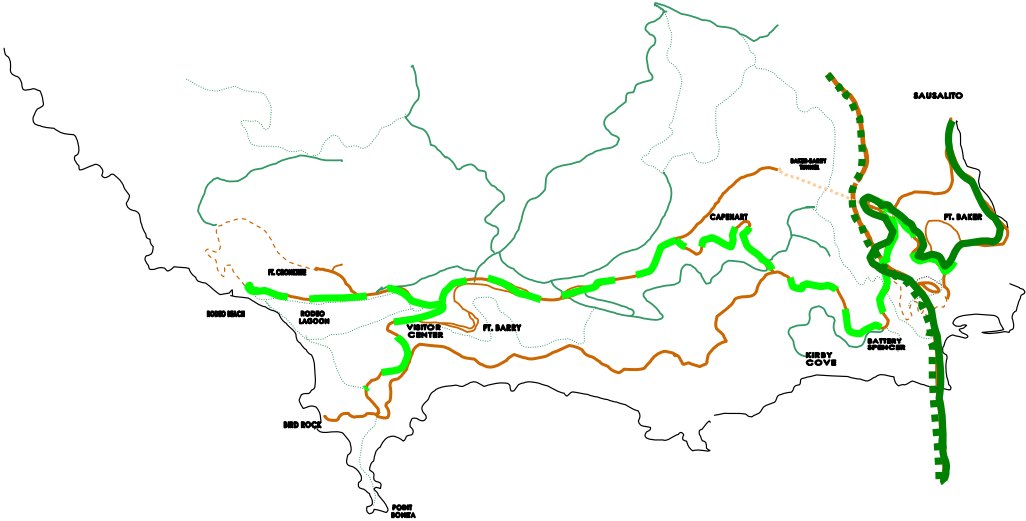 SAUSALITO
BAKER-BARRY
TUNNEL
CAPEHART
FT. BAKER
FT. CRONKHITE
RODEO BEACH
RODEO
LAGOON
VISITOR
CENTER
FT. BARRY
BATTERY
SPENCER
KIRBY
COVE
BIRD ROCK
POINT
BONITA